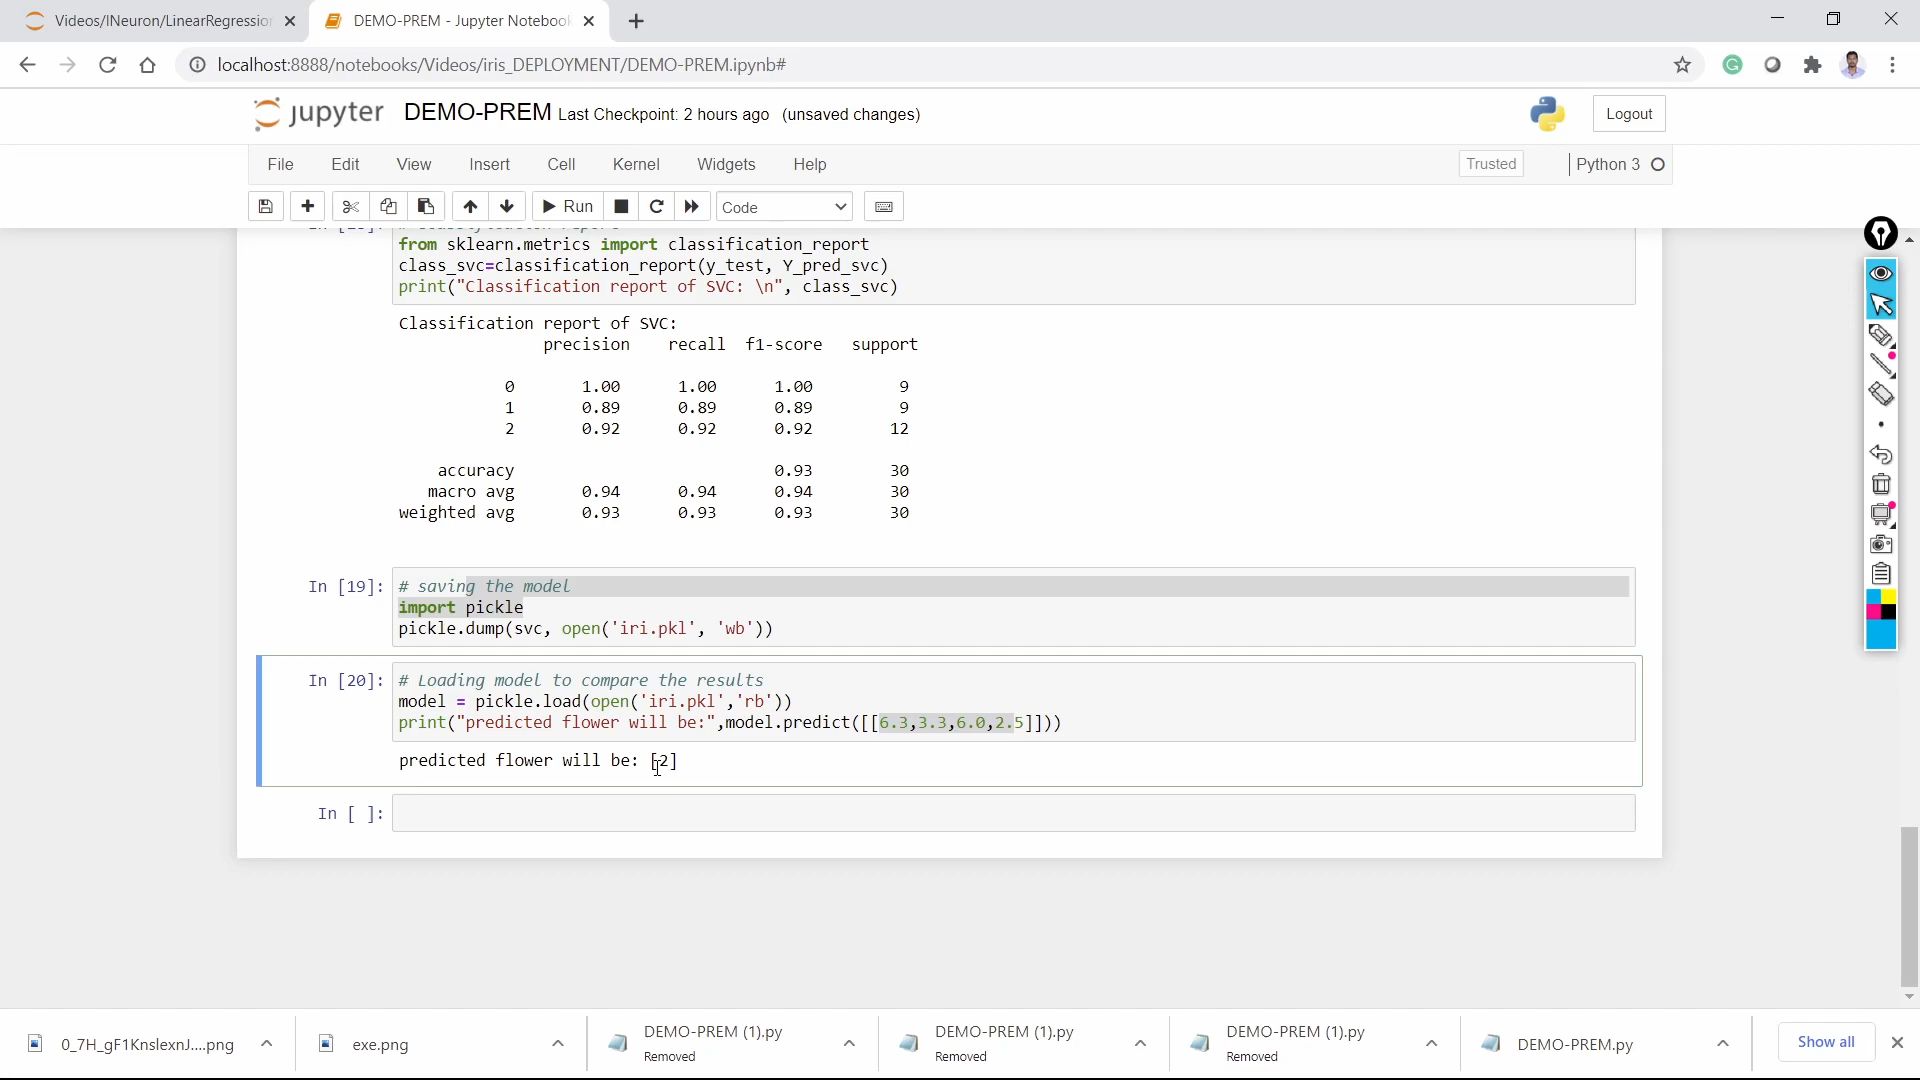 Videos/INeuron/LinearRegression
DEMO-PREM - Jupyter Notebook
localhost:8888/notebooks/Videos/iris_DEPLOYMENT/DEMO-PREM.ipynb#
jupyter DEMO-PREM Last Checkpoint: 2 hours ago (unsaved changes)
Logout
File Edit View Insert Cell Kernel Widgets Help
Trusted Python 3
Run Code
from sklearn.metrics import classification_report
class_svc=classification_report(y_test, Y_pred_svc)
print("Classification report of SVC: \n", class_svc)
Classification report of SVC:
precision recall f1-score support
0 1.00 1.00 1.00 9
1 0.89 0.89 0.89 9
2 0.92 0.92 0.92 12
accuracy 0.93 30
macro avg 0.94 0.94 0.94 30
weighted avg 0.93 0.93 0.93 30
In [19]: # saving the model
import pickle
pickle.dump(svc, open('iri.pkl', 'wb'))
In [20]: # Loading model to compare the results
model = pickle.load(open('iri.pkl','rb'))
print("predicted flower will be:",model.predict([[6.3,3.3,6.0,2.5]]))
predicted flower will be: [2]
In [ ]:
0_7H_gF1KnslexnJ....png
exe.png
DEMO-PREM (1).py
Removed
DEMO-PREM (1).py
Removed
DEMO-PREM (1).py
Removed
DEMO-PREM.py
Show all